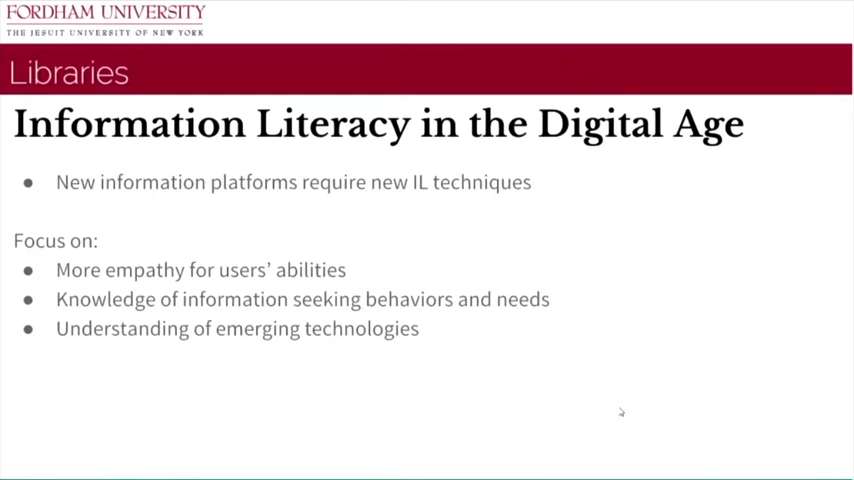 FORDHAM UNIVERSITY
THE JESUIT UNIVERSITY OF NEW YORK
Libraries
Information Literacy in the Digital Age
● New information platforms require new IL techniques
Focus on:
● More empathy for users’ abilities
● Knowledge of information seeking behaviors and needs
● Understanding of emerging technologies